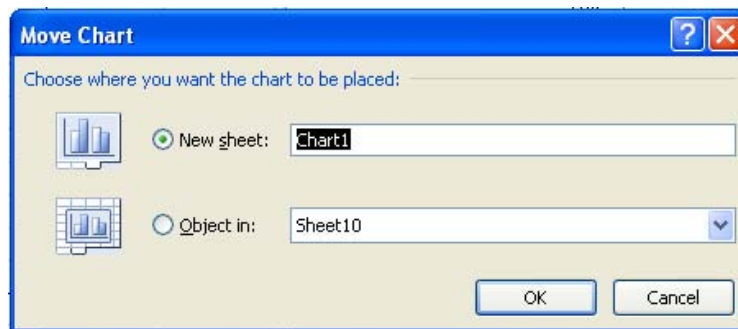 Move Chart
Choose where you want the chart to be placed:
New sheet: Chart1
Object in: Sheet10
OK Cancel